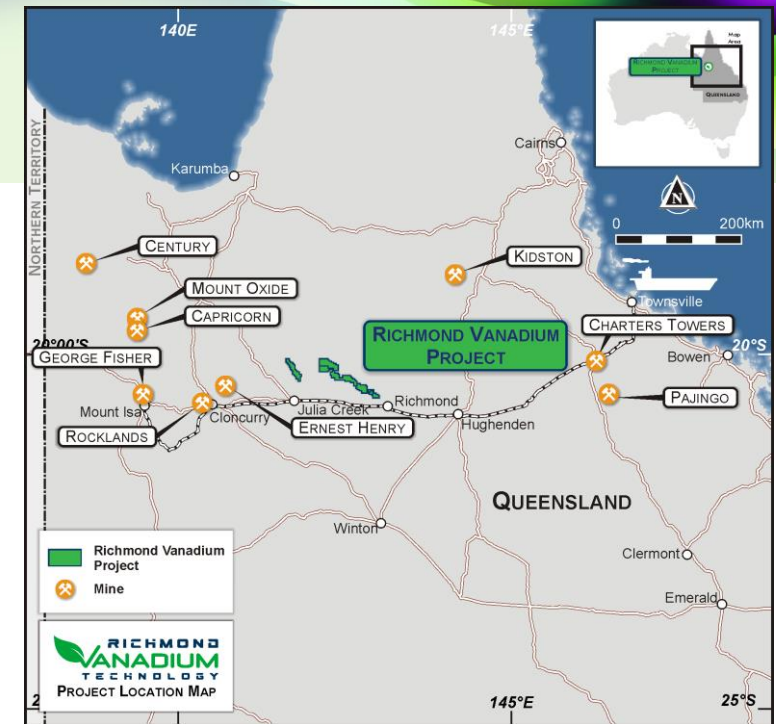 140E
145°E
Map
Area
RICHMOND VANADIUM
PROJECT
QUEENSLAND
Cairns
Karumba
N
NORTHERN TERRITORY
0 200km
CENTURY
KIDSTON
MOUNT OXIDE
CAPRICORN
Townsville
CHARTERS TOWERS
RICHMOND VANADIUM
PROJECT
20°00'S
20°S
GEORGE FISHER
Bowen
Mount Isa
Cloncurry
Julia Creek
Richmond
PAJINGO
ROCKLANDS
ERNEST HENRY
Hughenden
QUEENSLAND
Winton
Clermont
Emerald
Richmond Vanadium
Project
Mine
RICHMOND
VANADIUM
TECHNOLOGY
PROJECT LOCATION MAP
145°E
25°S